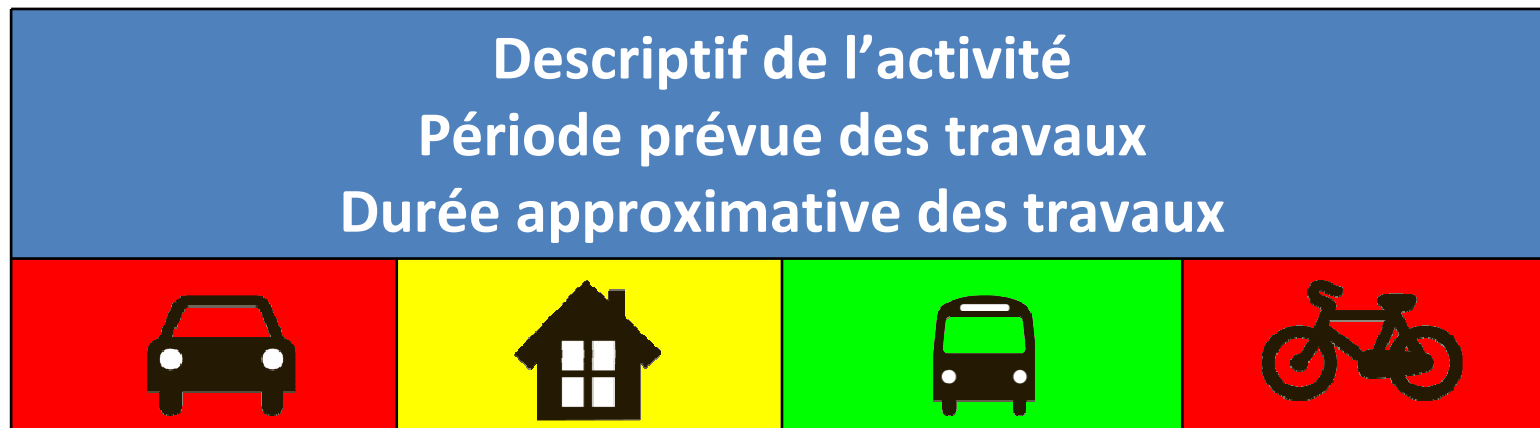 Descriptif de l’activité
Période prévue des travaux
Durée approximative des travaux